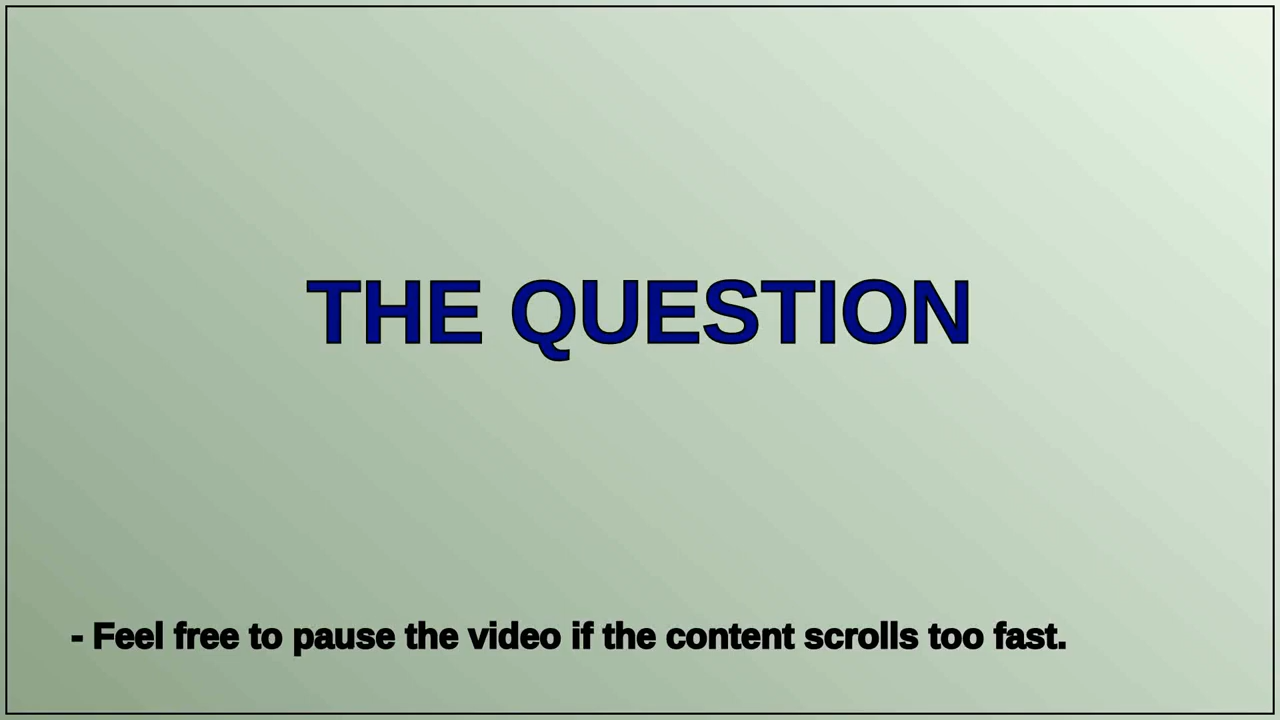 THE QUESTION
- Feel free to pause the video if the content scrolls too fast.